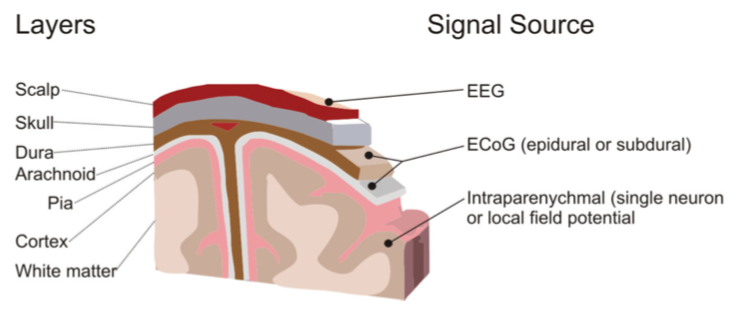 Layers
Signal Source
Scalp
Skull
Dura
Arachnoid
Pia
Cortex
White matter
EEG
ECoG (epidural or subdural)
Intraparenychmal (single neuron
or local field potential